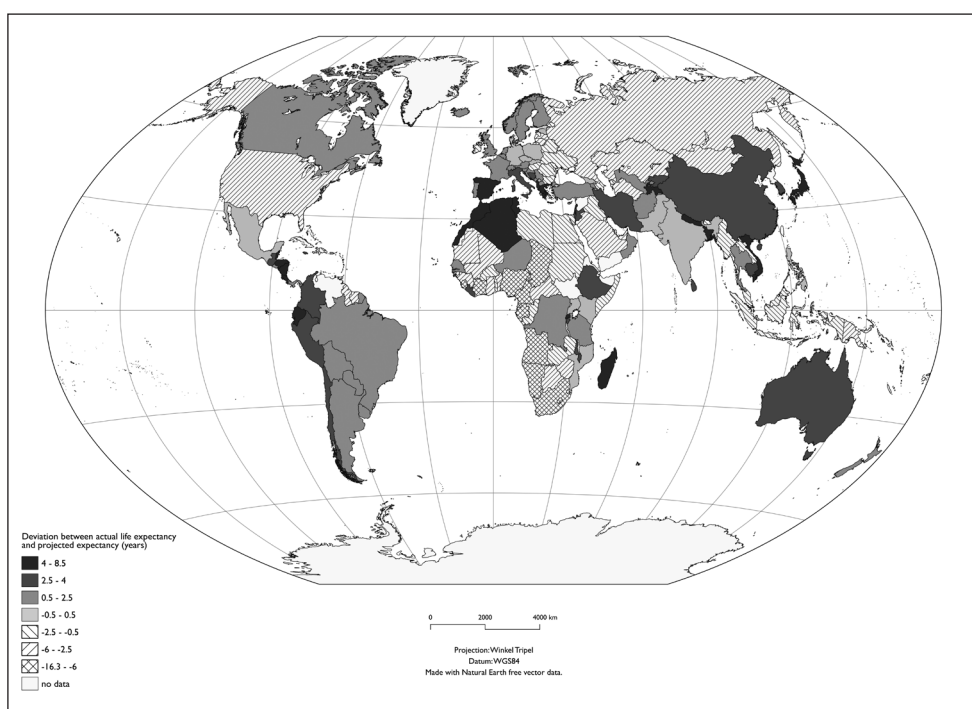 Deviation between actual life expectancy
and projected expectancy (years)
4 - 8.5
2.5 - 4
0.5 - 2.5
-0.5 - 0.5
-2.5 - -0.5
-6 - -2.5
-16.3 - -6
no data
0 2000 4000 km
Projection: Winkel Tripel
Datum: WGS84
Made with Natural Earth free vector data.